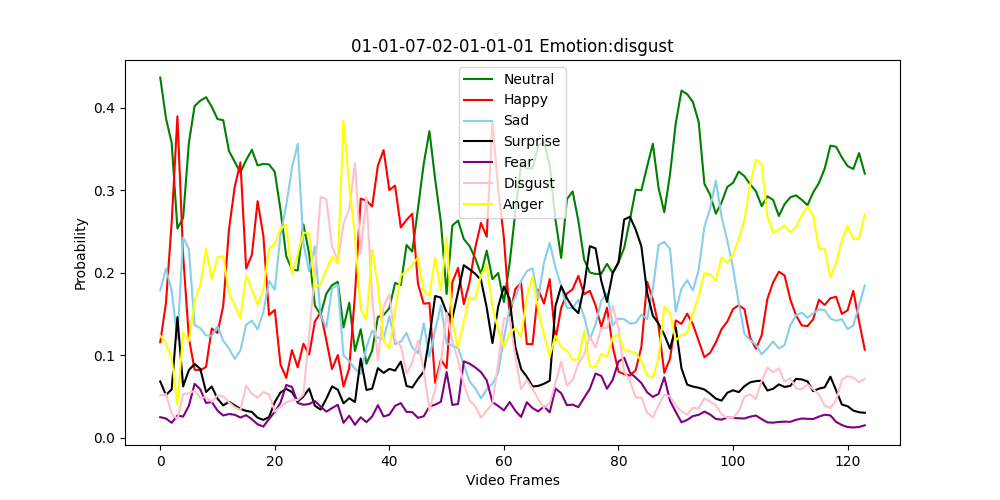 01-01-07-02-01-01-01 Emotion:disgust
Neutral
Happy
Sad
Surprise
Fear
Disgust
Anger
0.4
0.3
0.2
0.1
0.0
Probability
0 20 40 60 80 100 120
Video Frames